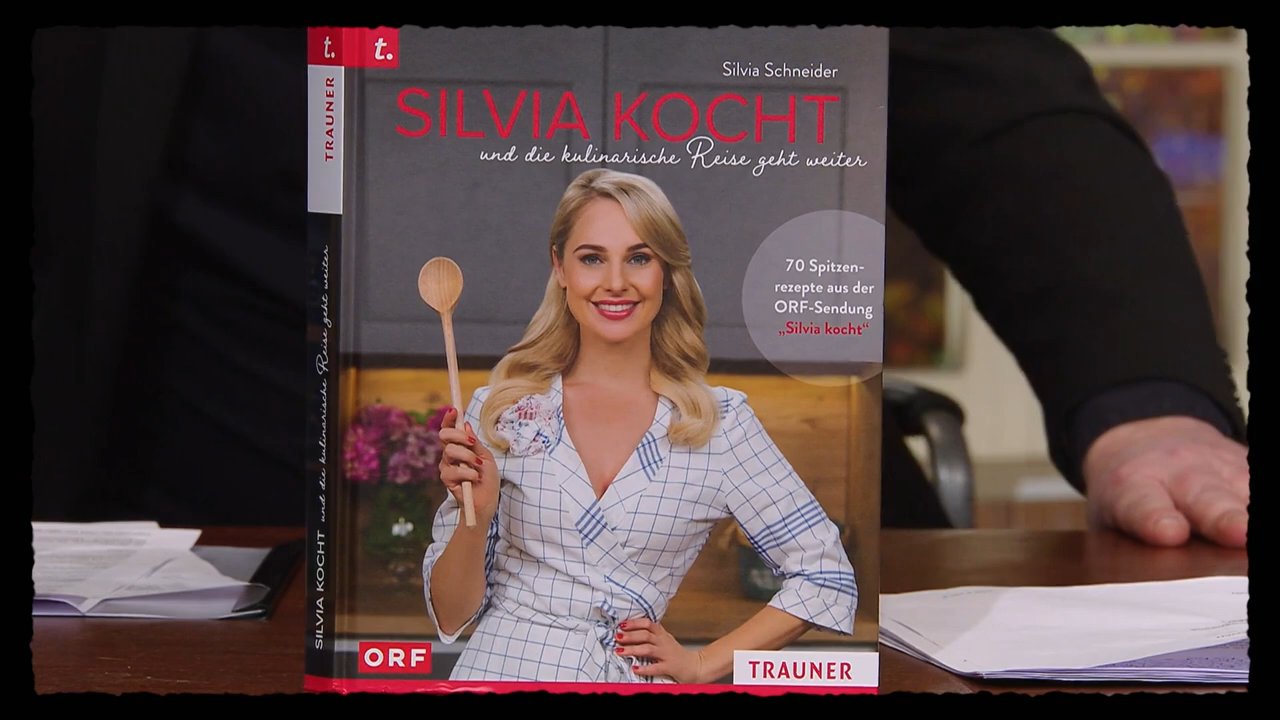 t.
t.
TRAUNER
Silvia Schneider
SILVIA KOCHT
und die kulinarische Reise geht weiter
70 Spitzen-
rezepte aus der
ORF-Sendung
„Silvia kocht“
SILVIA KOCHT und die kulinarische Reise geht weiter
ORF
TRAUNER